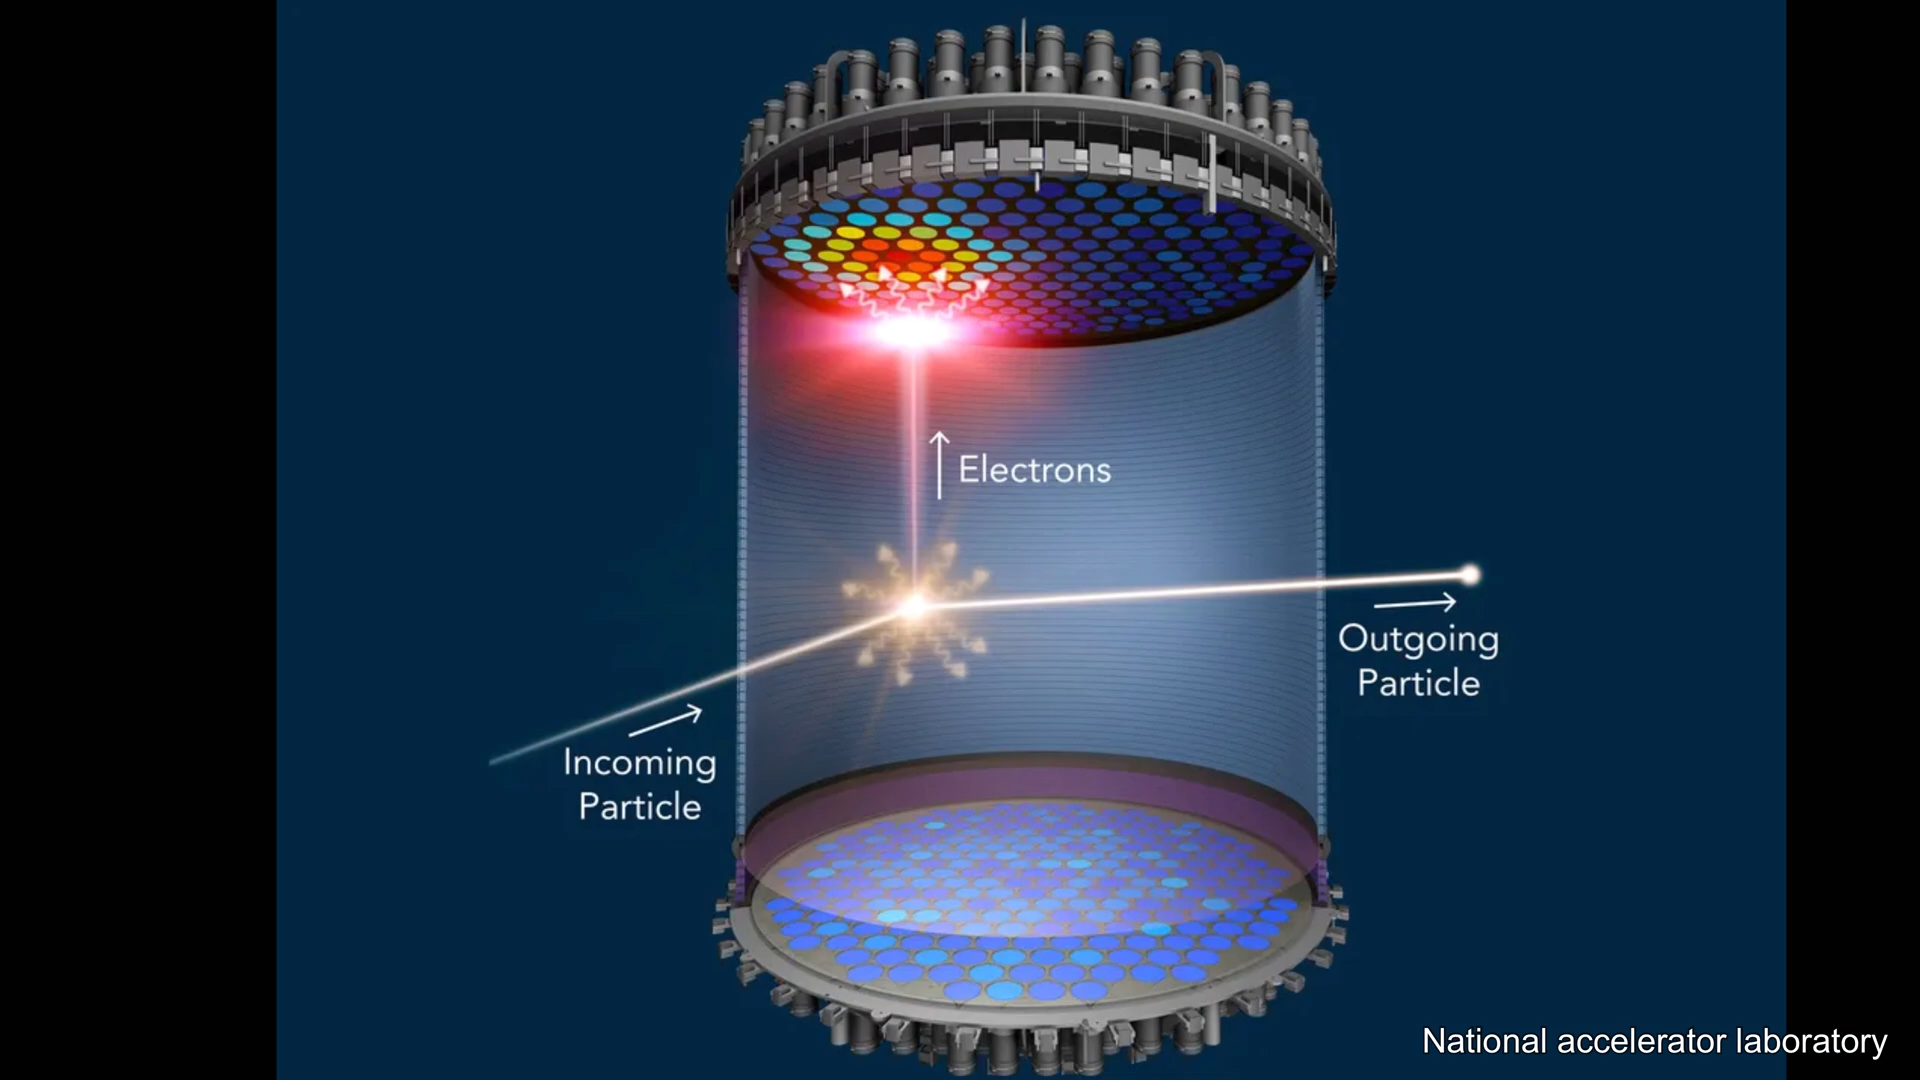 Electrons
Outgoing
Particle
Incoming
Particle
National accelerator laboratory